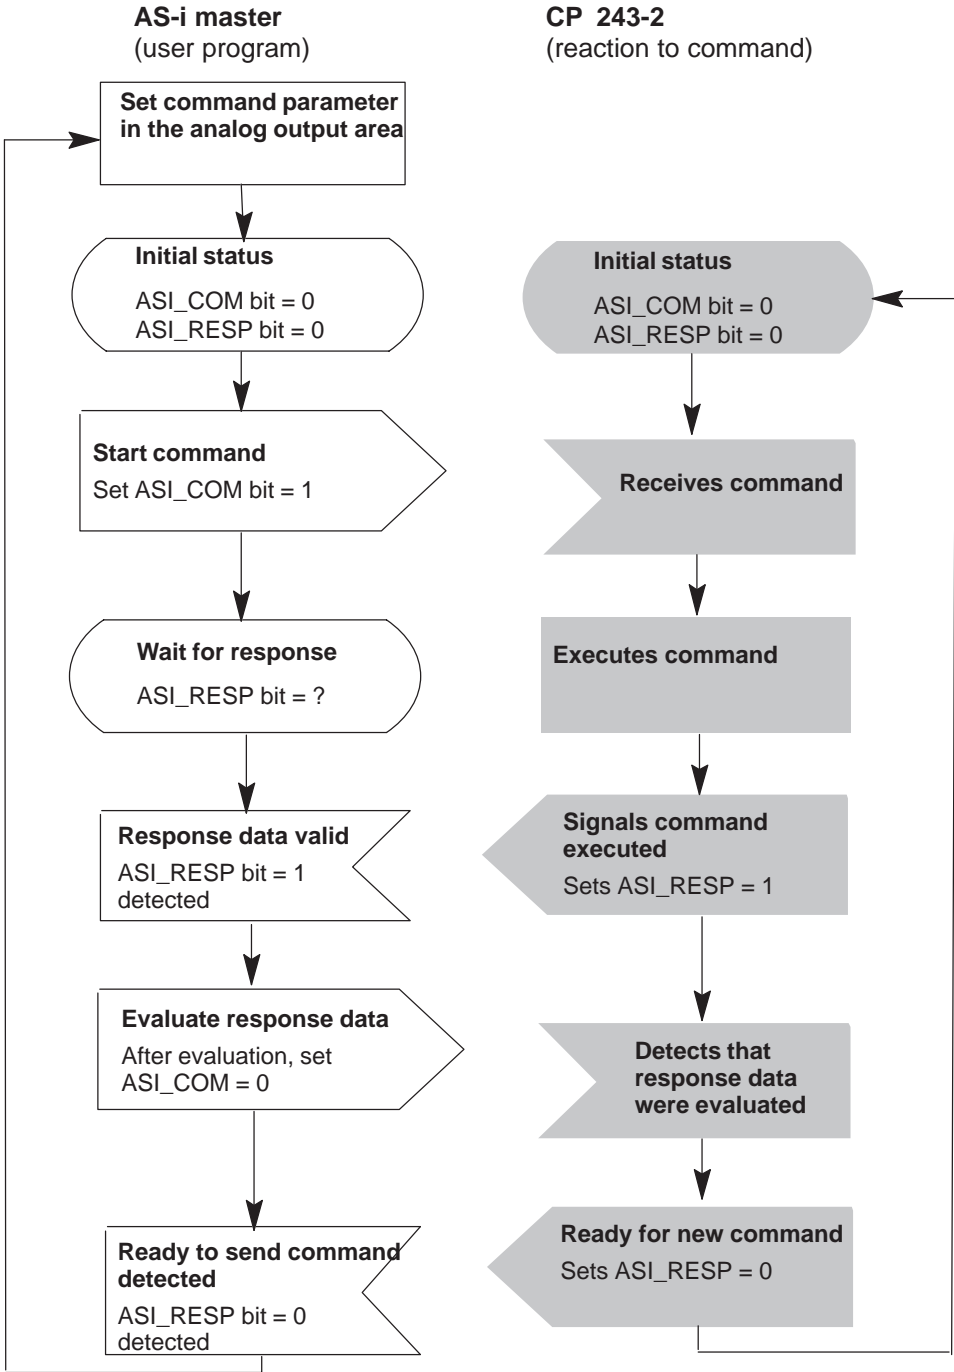 AS-i master
(user program)
Set command parameter
in the analog output area
Initial status
ASI_COM bit = 0
ASI_RESP bit = 0
Start command
Set ASI_COM bit = 1
Wait for response
ASI_RESP bit = ?
Response data valid
ASI_RESP bit = 1
detected
Evaluate response data
After evaluation, set
ASI_COM = 0
Ready to send command
detected
ASI_RESP bit = 0
detected
CP 243-2
(reaction to command)
Initial status
ASI_COM bit = 0
ASI_RESP bit = 0
Receives command
Executes command
Signals command
executed
Sets ASI_RESP = 1
Detects that
response data
were evaluated
Ready for new command
Sets ASI_RESP = 0